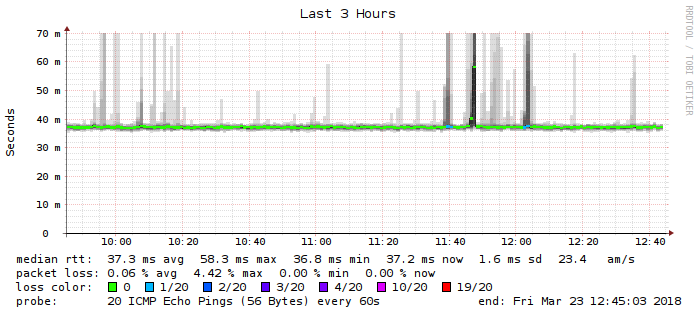 Last 3 Hours
RRDTOOL / TOBI OETIKER
Seconds
70 m
60 m
50 m
40 m
30 m
20 m
10 m
0
10:00 10:20 10:40 11:00 11:20 11:40 12:00 12:20 12:40
median rtt: 37.3 ms avg 58.3 ms max 36.8 ms min 37.2 ms now 1.6 ms sd 23.4 am/s
packet loss: 0.06 % avg 4.42 % max 0.00 % min 0.00 % now
loss color: 0 1/20 2/20 3/20 4/20 10/20 19/20
probe: 20 ICMP Echo Pings (56 Bytes) every 60s end: Fri Mar 23 12:45:03 2018